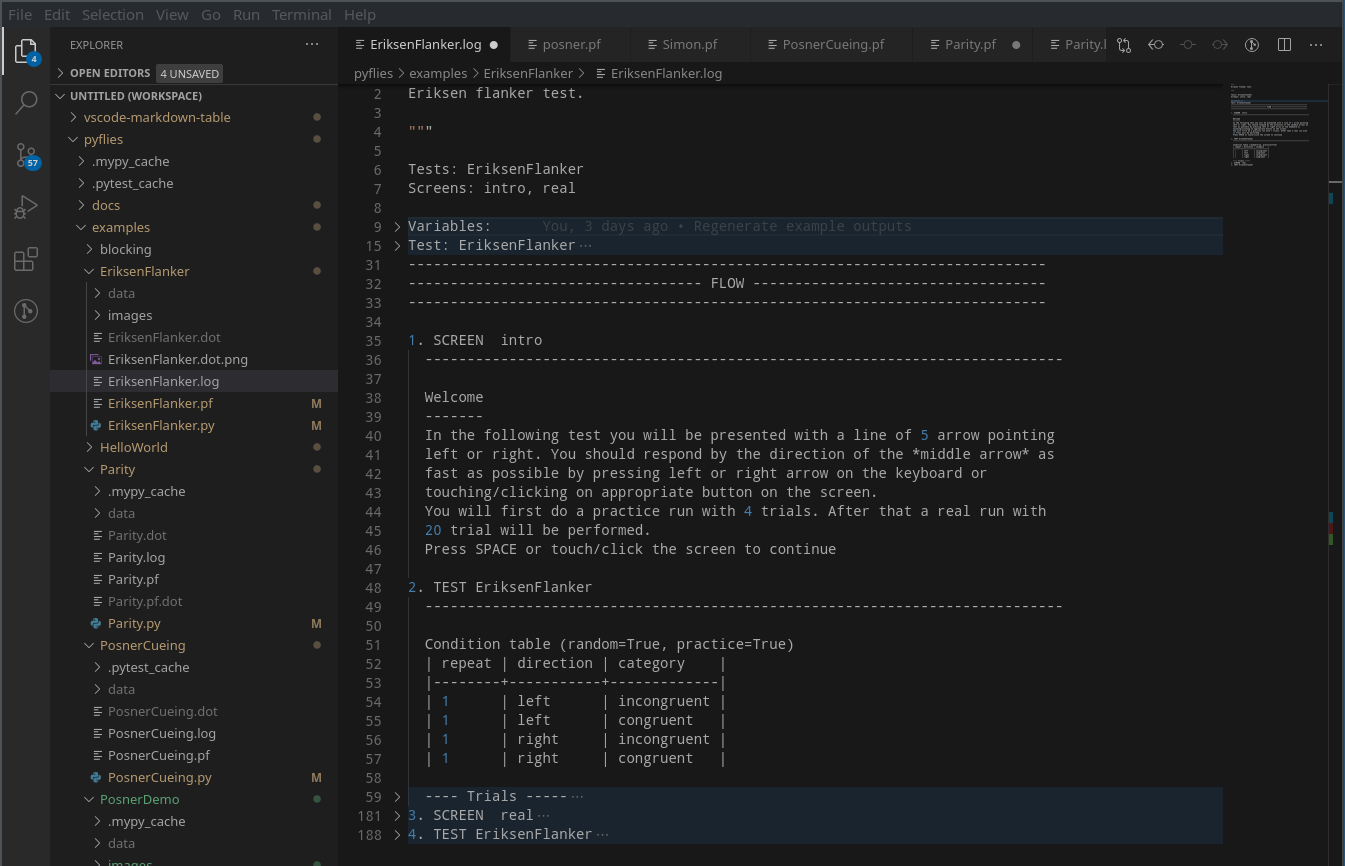 File Edit Selection View Go Run Terminal Help
EXPLORER ···
EriksenFlanker.log posner.pf Simon.pf PosnerCueing.pf Parity.pf Parity.l ···
4
57
OPEN EDITORS 4 UNSAVED
UNTITLED (WORKSPACE)
vscode-markdown-table
pyflies
.mypy_cache
.pytest_cache
docs
examples
blocking
EriksenFlanker
data
images
EriksenFlanker.dot
EriksenFlanker.dot.png
EriksenFlanker.log
EriksenFlanker.pf M
EriksenFlanker.py M
HelloWorld
Parity
.mypy_cache
data
Parity.dot
Parity.log
Parity.pf
Parity.pf.dot
Parity.py M
PosnerCueing
.pytest_cache
data
PosnerCueing.dot
PosnerCueing.log
PosnerCueing.pf
PosnerCueing.py M
PosnerDemo
.mypy_cache
data
images
pyflies > examples > EriksenFlanker > EriksenFlanker.log
2 Eriksen flanker test.
3
4 """
5
6 Tests: EriksenFlanker
7 Screens: intro, real
8
9 Variables: You, 3 days ago • Regenerate example outputs
15 Test: EriksenFlanker ···
31 ----------------------------------------------------------------------------
32 ----------------------------------- FLOW -----------------------------------
33 ----------------------------------------------------------------------------
34
35 1. SCREEN  intro
36 ----------------------------------------------------------------------------
37
38 Welcome
39 -------
40 In the following test you will be presented with a line of 5 arrow pointing
41 left or right. You should respond by the direction of the *middle arrow* as
42 fast as possible by pressing left or right arrow on the keyboard or
43 touching/clicking on appropriate button on the screen.
44 You will first do a practice run with 4 trials. After that a real run with
45 20 trial will be performed.
46 Press SPACE or touch/click the screen to continue
47
48 2. TEST EriksenFlanker
49 ----------------------------------------------------------------------------
50
51 Condition table (random=True, practice=True)
52 | repeat | direction | category    |
53 |--------+-----------+-------------|
54 | 1      | left      | incongruent |
55 | 1      | left      | congruent   |
56 | 1      | right     | incongruent |
57 | 1      | right     | congruent   |
58
59 ---- Trials -----···
181 3. SCREEN  real ···
188 4. TEST EriksenFlanker ···